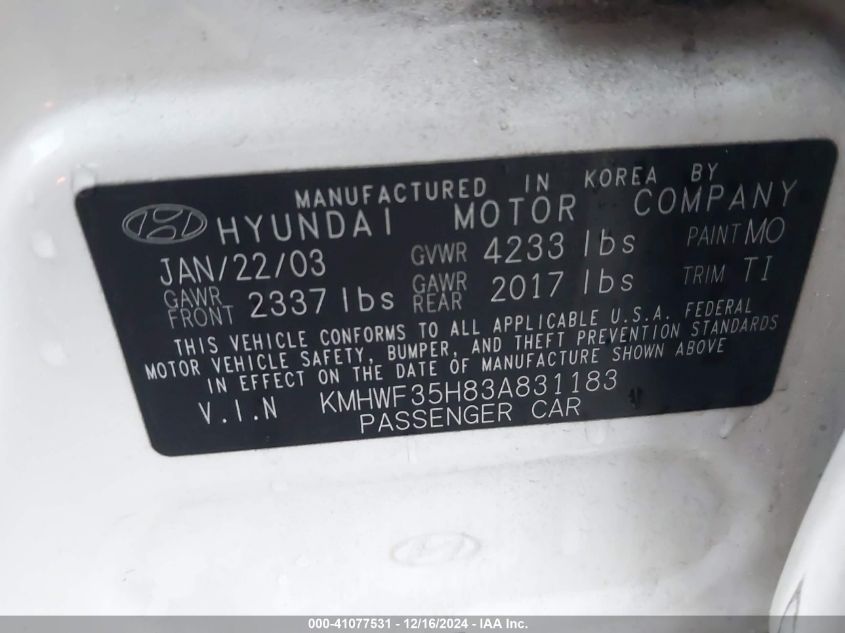 MANUFACTURED IN KOREA BY
HYUNDAI MOTOR COMPANY
JAN/22/03 GVWR 4233 lbs PAINT MO
GAWR FRONT 2337 lbs GAWR REAR 2017 lbs TRIM TI
THIS VEHICLE CONFORMS TO ALL APPLICABLE U.S.A. FEDERAL
MOTOR VEHICLE SAFETY, BUMPER, AND THEFT PREVENTION STANDARDS
IN EFFECT ON THE DATE OF MANUFACTURE SHOWN ABOVE
V.I.N KMHWF35H83A831183
PASSENGER CAR
000-41077531 - 12/16/2024 - IAA Inc.